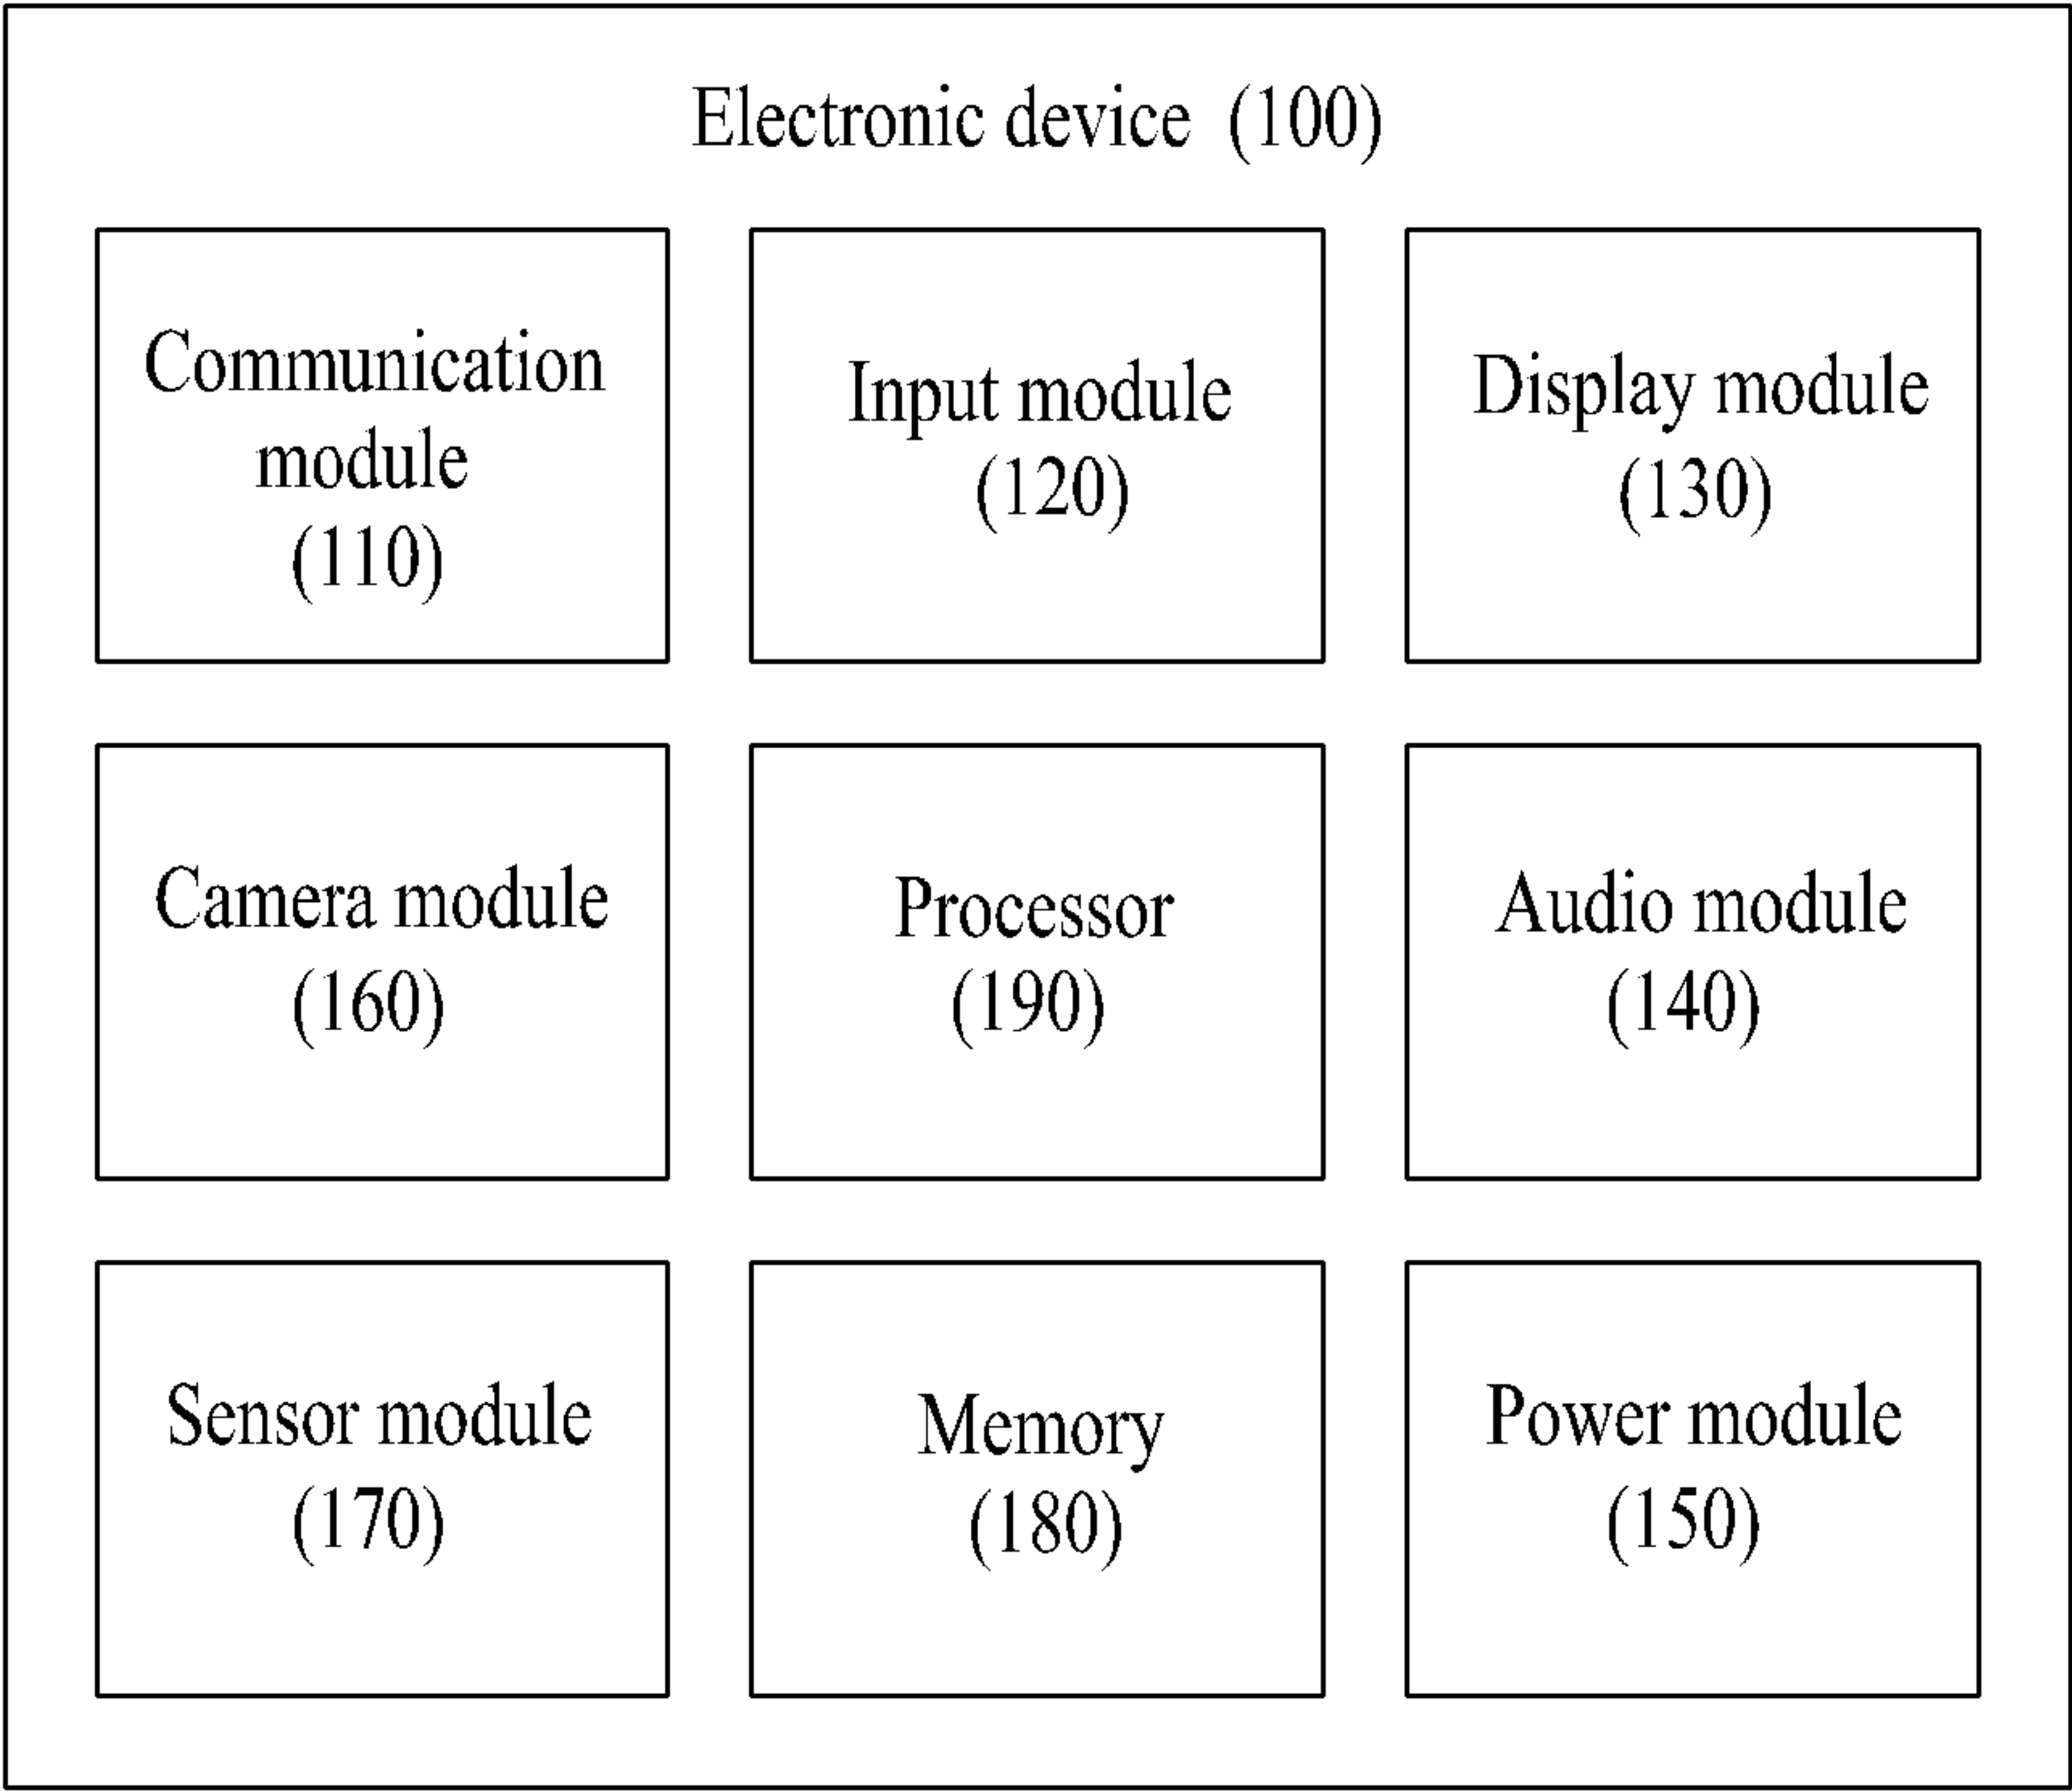 Electronic device (100)
Communication
module
(110)
Input module
(120)
Display module
(130)
Camera module
(160)
Processor
(190)
Audio module
(140)
Sensor module
(170)
Memory
(180)
Power module
(150)